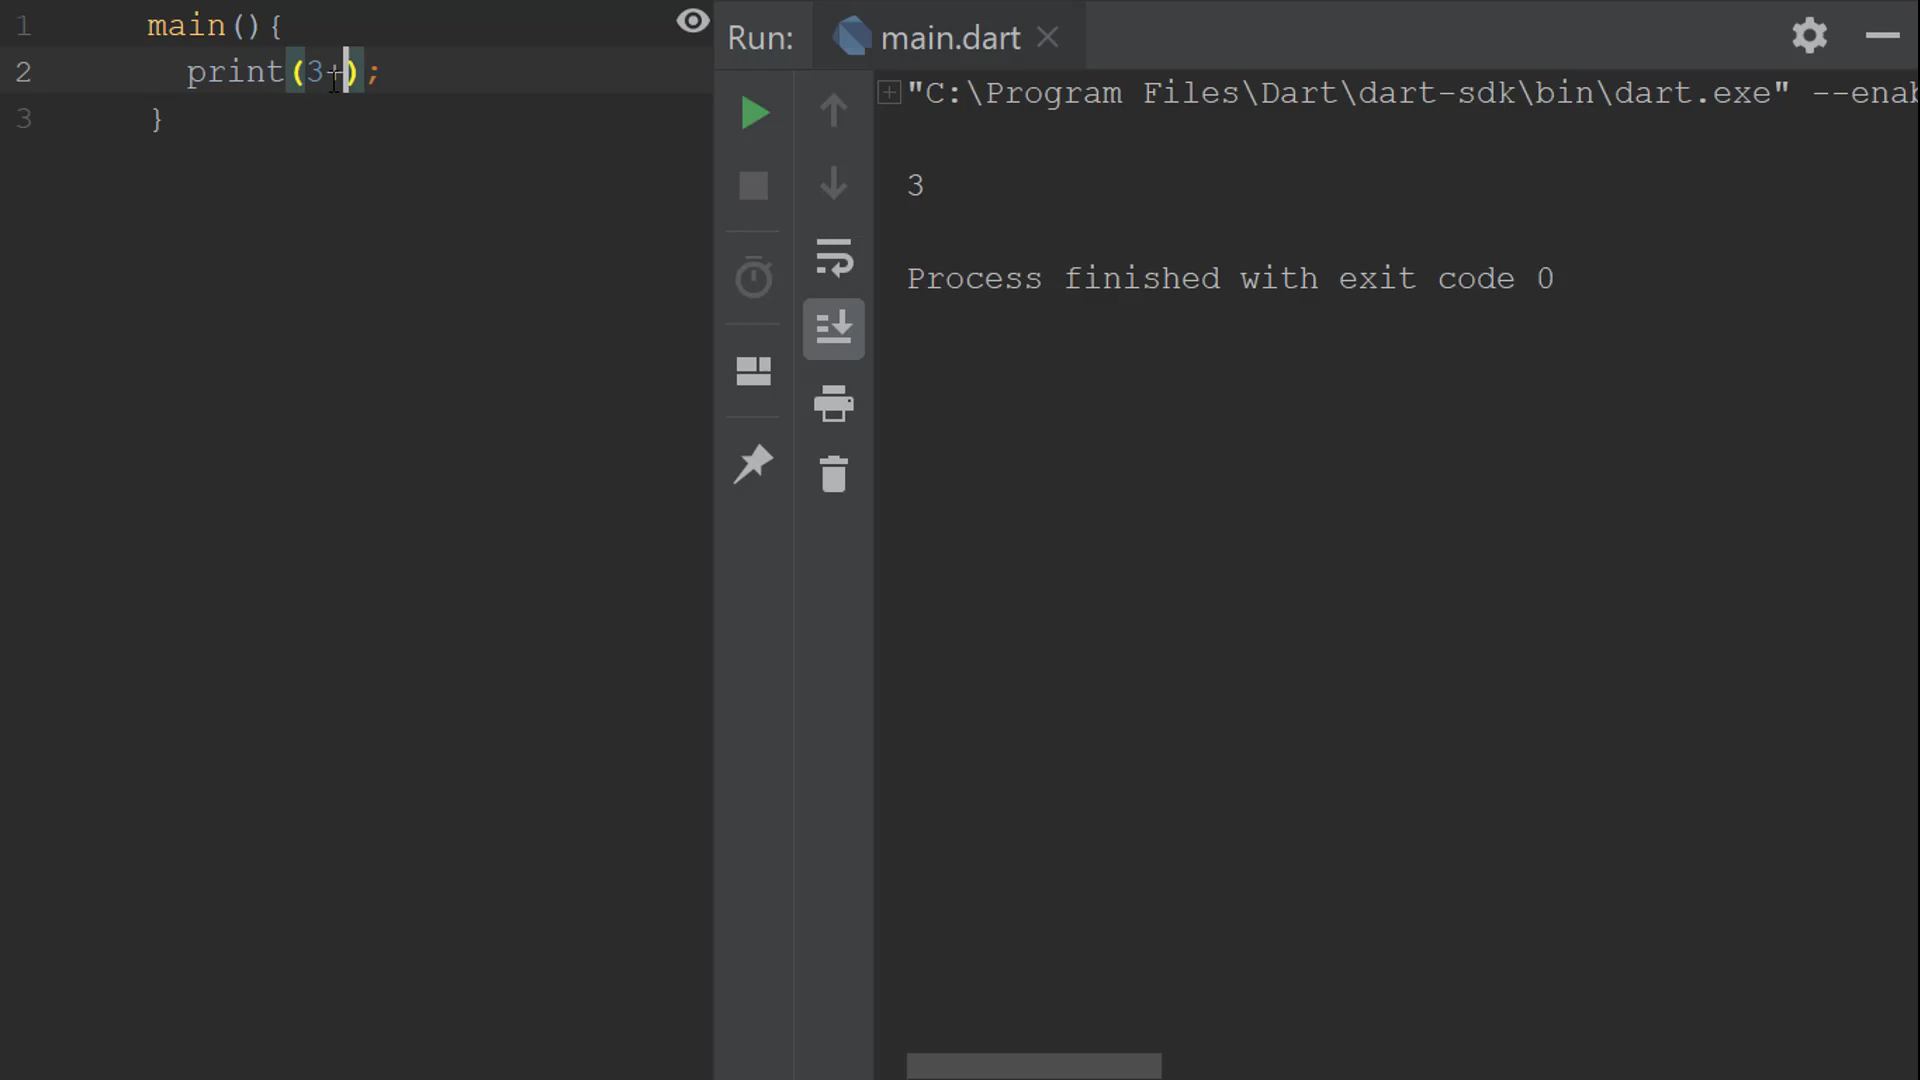 1 main(){
2 print(3+);
3 }
Run: main.dart
"C:\Program Files\Dart\dart-sdk\bin\dart.exe" --enab
3
Process finished with exit code 0